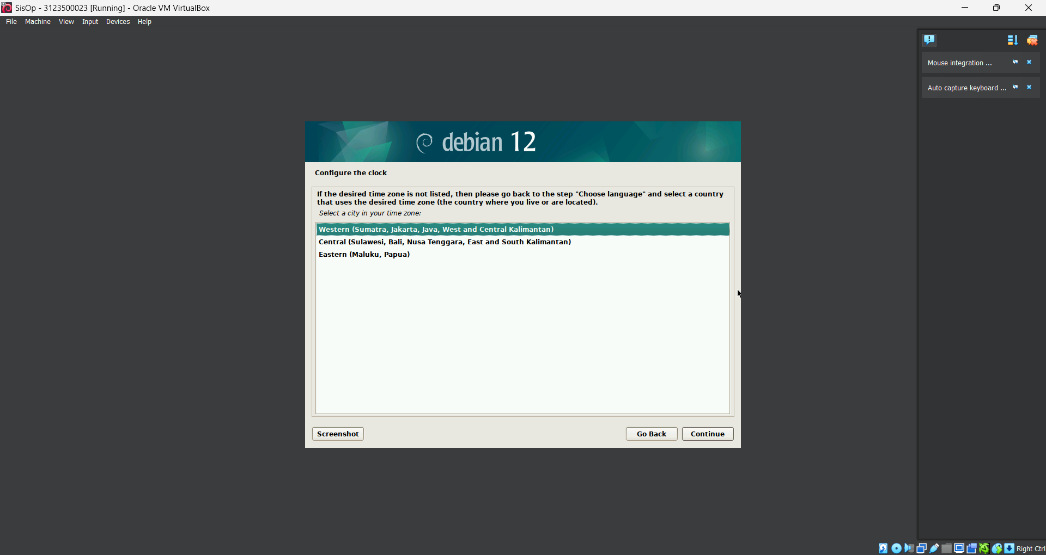 SisOp - 3123500023 [Running] - Oracle VM VirtualBox
File Machine View Input Devices Help
Mouse integration ...
Auto capture keyboard ...
debian 12
Configure the clock
If the desired time zone is not listed, then please go back to the step "Choose language" and select a country
that uses the desired time zone (the country where you live or are located).
Select a city in your time zone:
Western (Sumatra, Jakarta, Java, West and Central Kalimantan)
Central (Sulawesi, Bali, Nusa Tenggara, East and South Kalimantan)
Eastern (Maluku, Papua)
Screenshot Go Back Continue
Right Ctrl